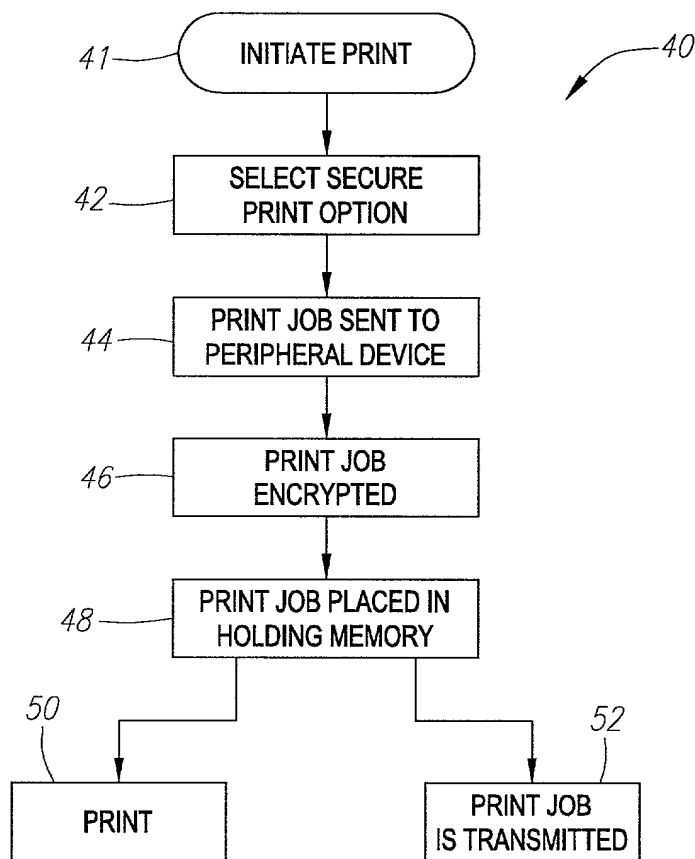 41
INITIATE PRINT
40
42
SELECT SECURE
PRINT OPTION
44
PRINT JOB SENT TO
PERIPHERAL DEVICE
46
PRINT JOB
ENCRYPTED
48
PRINT JOB PLACED IN
HOLDING MEMORY
50
PRINT
52
PRINT JOB
IS TRANSMITTED